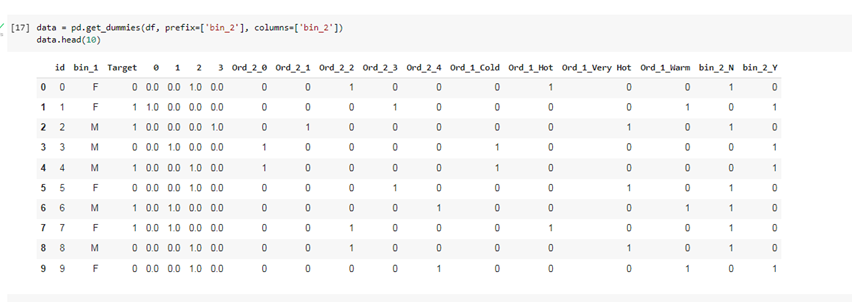 [17] data = pd.get_dummies(df, prefix=['bin_2'], columns=['bin_2'])
data.head(10)
id bin_1 Target 0 1 2 3 Ord_2_0 Ord_2_1 Ord_2_2 Ord_2_3 Ord_2_4 Ord_1_Cold Ord_1_Hot Ord_1_Very Hot Ord_1_Warm bin_2_N bin_2_Y
0 0 F 0 0.0 0.0 1.0 0.0 0 0 1 0 0 0 1 0 0 1 0
1 1 F 1 1.0 0.0 0.0 0.0 0 0 0 1 0 0 0 0 1 0 1
2 2 M 1 0.0 0.0 0.0 1.0 0 1 0 0 0 0 0 1 0 1 0
3 3 M 0 0.0 1.0 0.0 0.0 1 0 0 0 0 1 0 0 0 0 1
4 4 M 1 0.0 0.0 1.0 0.0 1 0 0 0 0 1 0 0 0 0 1
5 5 F 0 0.0 0.0 1.0 0.0 0 0 0 1 0 0 0 1 0 1 0
6 6 M 1 0.0 1.0 0.0 0.0 0 0 0 0 1 0 0 0 1 1 0
7 7 F 1 0.0 1.0 0.0 0.0 0 0 1 0 0 0 1 0 0 1 0
8 8 M 0 0.0 0.0 1.0 0.0 0 0 1 0 0 0 0 1 0 1 0
9 9 F 0 0.0 0.0 1.0 0.0 0 0 0 0 1 0 0 0 1 0 1